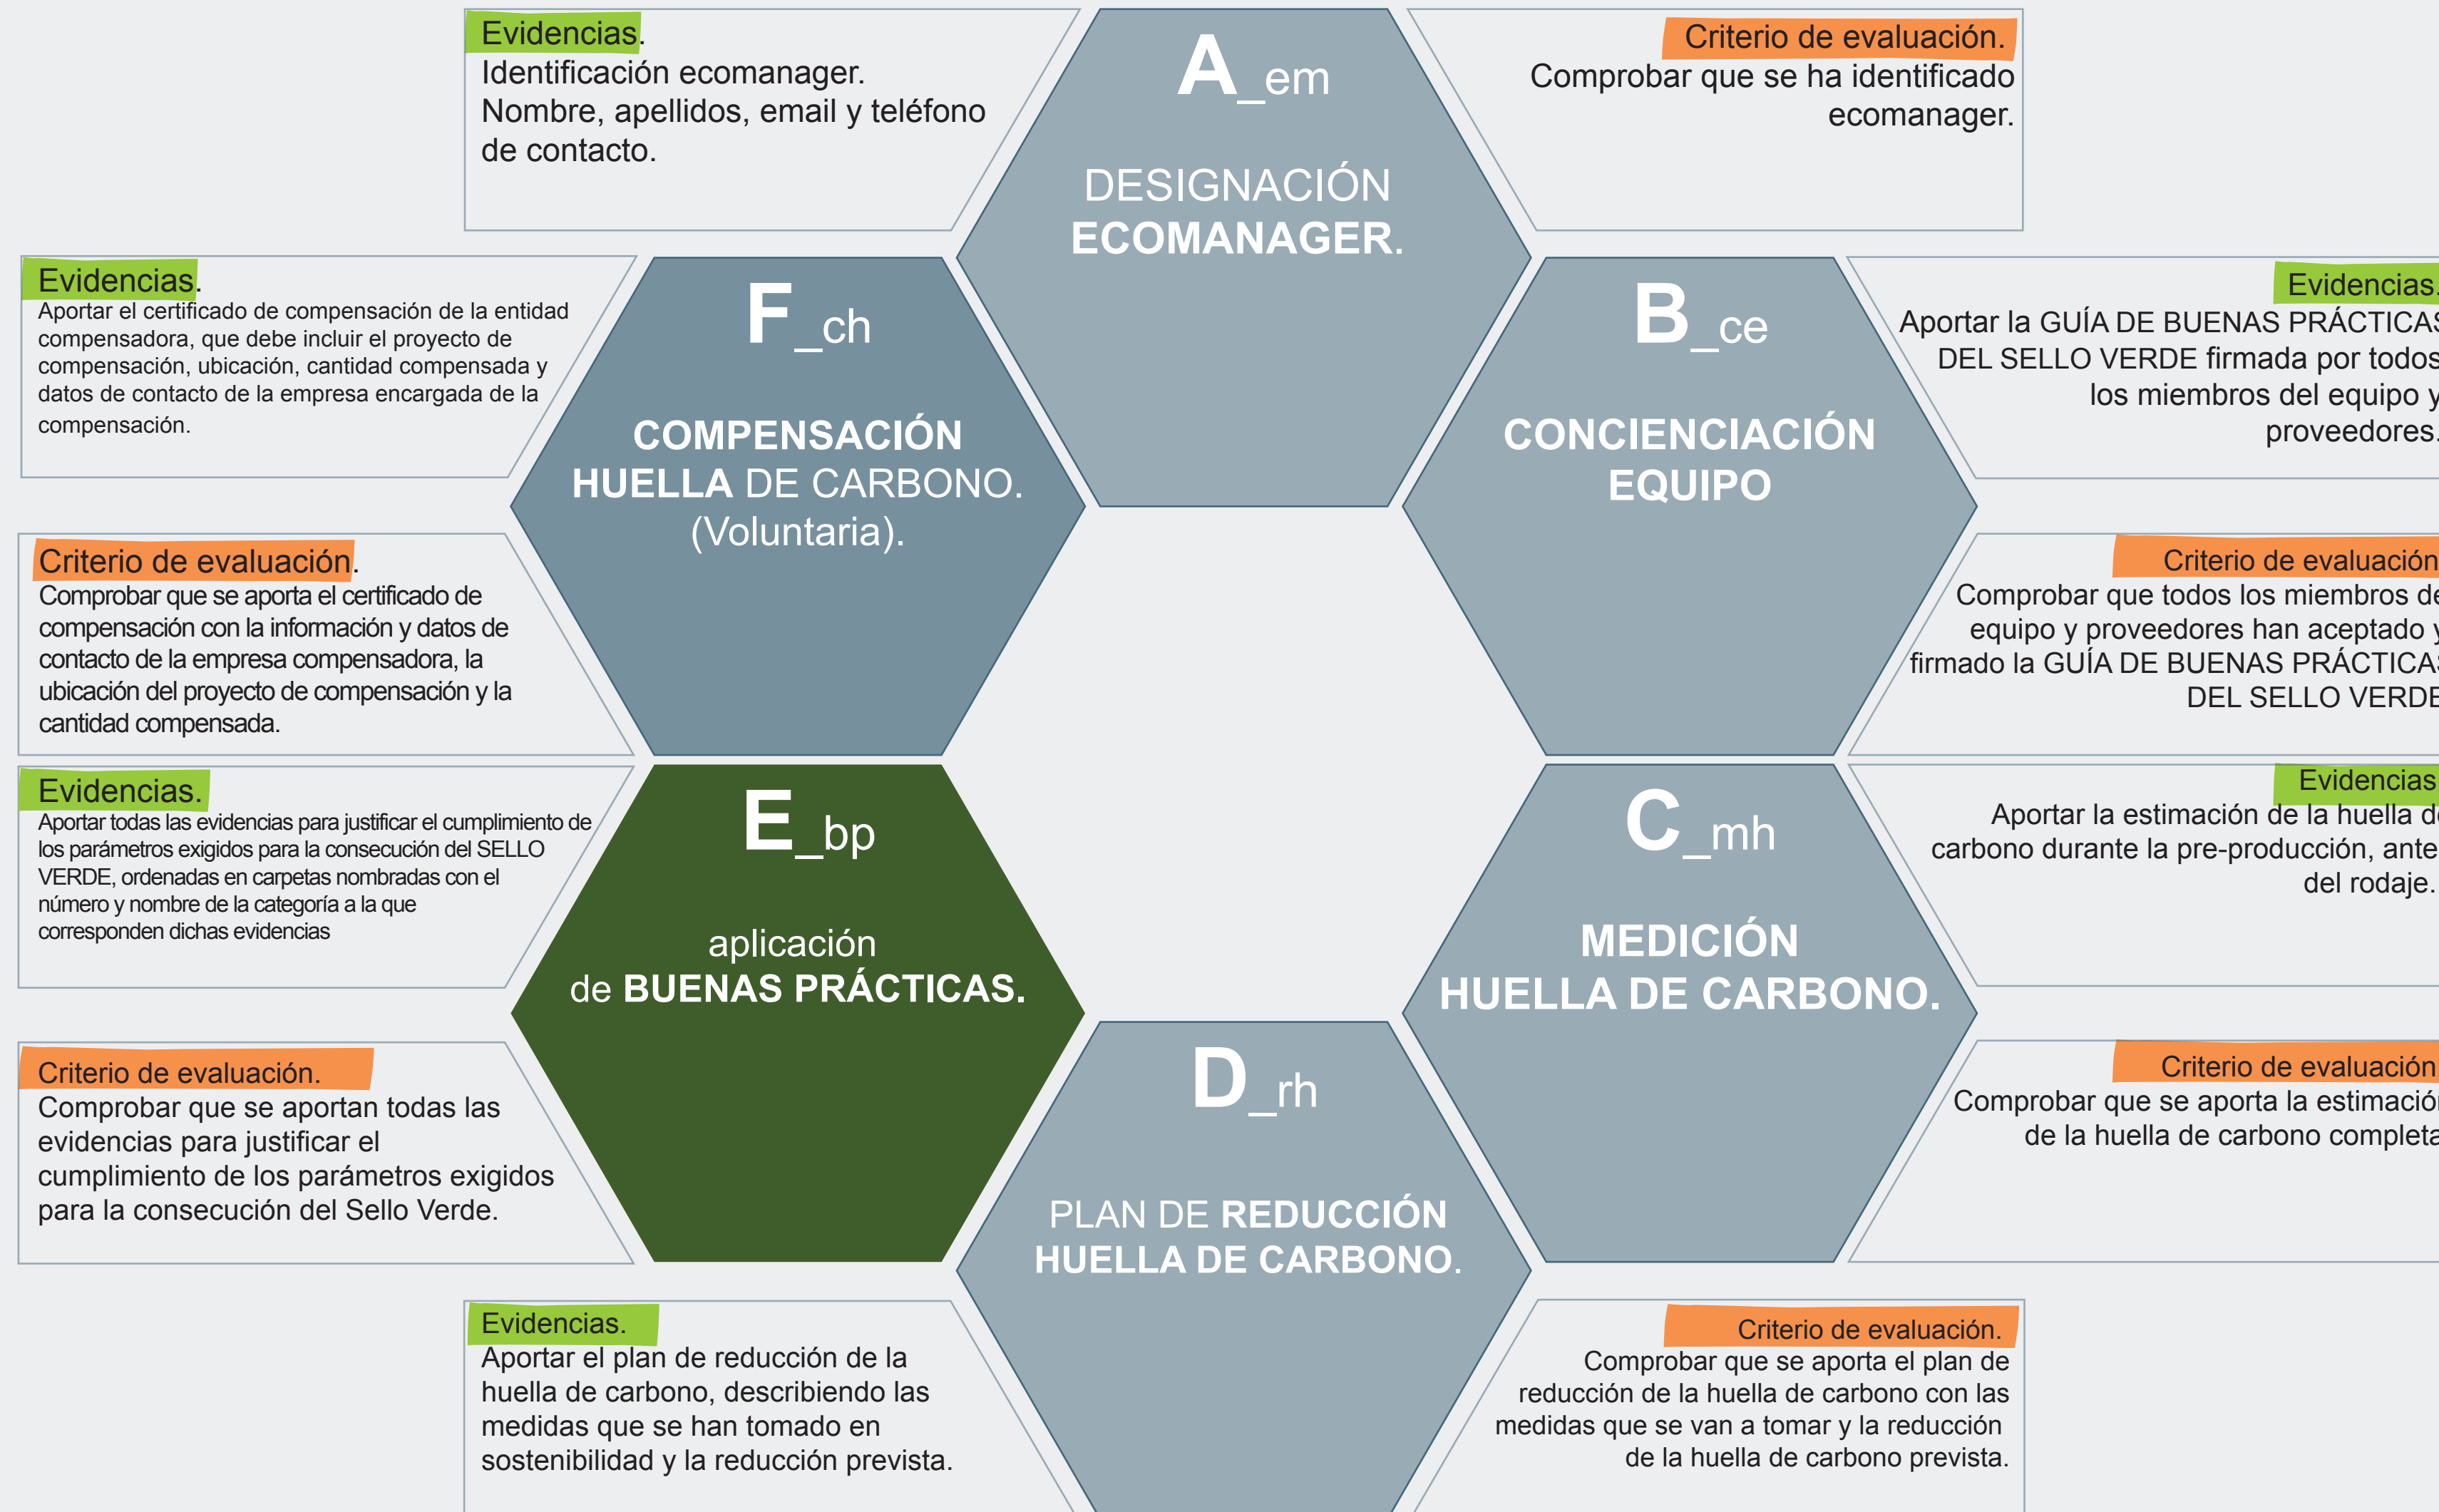 Evidencias.
Identificación ecomanager.
Nombre, apellidos, email y teléfono
de contacto.
A_em
DESIGNACIÓN
ECOMANAGER.
Criterio de evaluación.
Comprobar que se ha identificado
ecomanager.
Evidencias.
Aportar el certificado de compensación de la entidad
compensadora, que debe incluir el proyecto de
compensación, ubicación, cantidad compensada y
datos de contacto de la empresa encargada de la
compensación.
F_ch
COMPENSACIÓN
HUELLA DE CARBONO.
(Voluntaria).
Criterio de evaluación.
Comprobar que se aporta el certificado de
compensación con la información y datos de
contacto de la empresa compensadora, la
ubicación del proyecto de compensación y la
cantidad compensada.
B_ce
CONCIENCIACIÓN
EQUIPO
Evidencias.
Aportar la GUÍA DE BUENAS PRÁCTICAS
DEL SELLO VERDE firmada por todos
los miembros del equipo y
proveedores.
Criterio de evaluación
Comprobar que todos los miembros de
equipo y proveedores han aceptado y
firmado la GUÍA DE BUENAS PRÁCTICAS
DEL SELLO VERDE
Evidencias.
Aportar todas las evidencias para justificar el cumplimiento de
los parámetros exigidos para la consecución del SELLO
VERDE, ordenadas en carpetas nombradas con el
número y nombre de la categoría a la que
corresponden dichas evidencias
E_bp
aplicación
de BUENAS PRÁCTICAS.
Criterio de evaluación.
Comprobar que se aportan todas las
evidencias para justificar el
cumplimiento de los parámetros exigidos
para la consecución del Sello Verde.
C_mh
MEDICIÓN
HUELLA DE CARBONO.
Evidencias
Aportar la estimación de la huella de
carbono durante la pre-producción, ante
del rodaje.
Criterio de evaluación
Comprobar que se aporta la estimación
de la huella de carbono completa
D_rh
PLAN DE REDUCCIÓN
HUELLA DE CARBONO.
Evidencias.
Aportar el plan de reducción de la
huella de carbono, describiendo las
medidas que se han tomado en
sostenibilidad y la reducción prevista.
Criterio de evaluación.
Comprobar que se aporta el plan de
reducción de la huella de carbono con las
medidas que se van a tomar y la reducción
de la huella de carbono prevista.